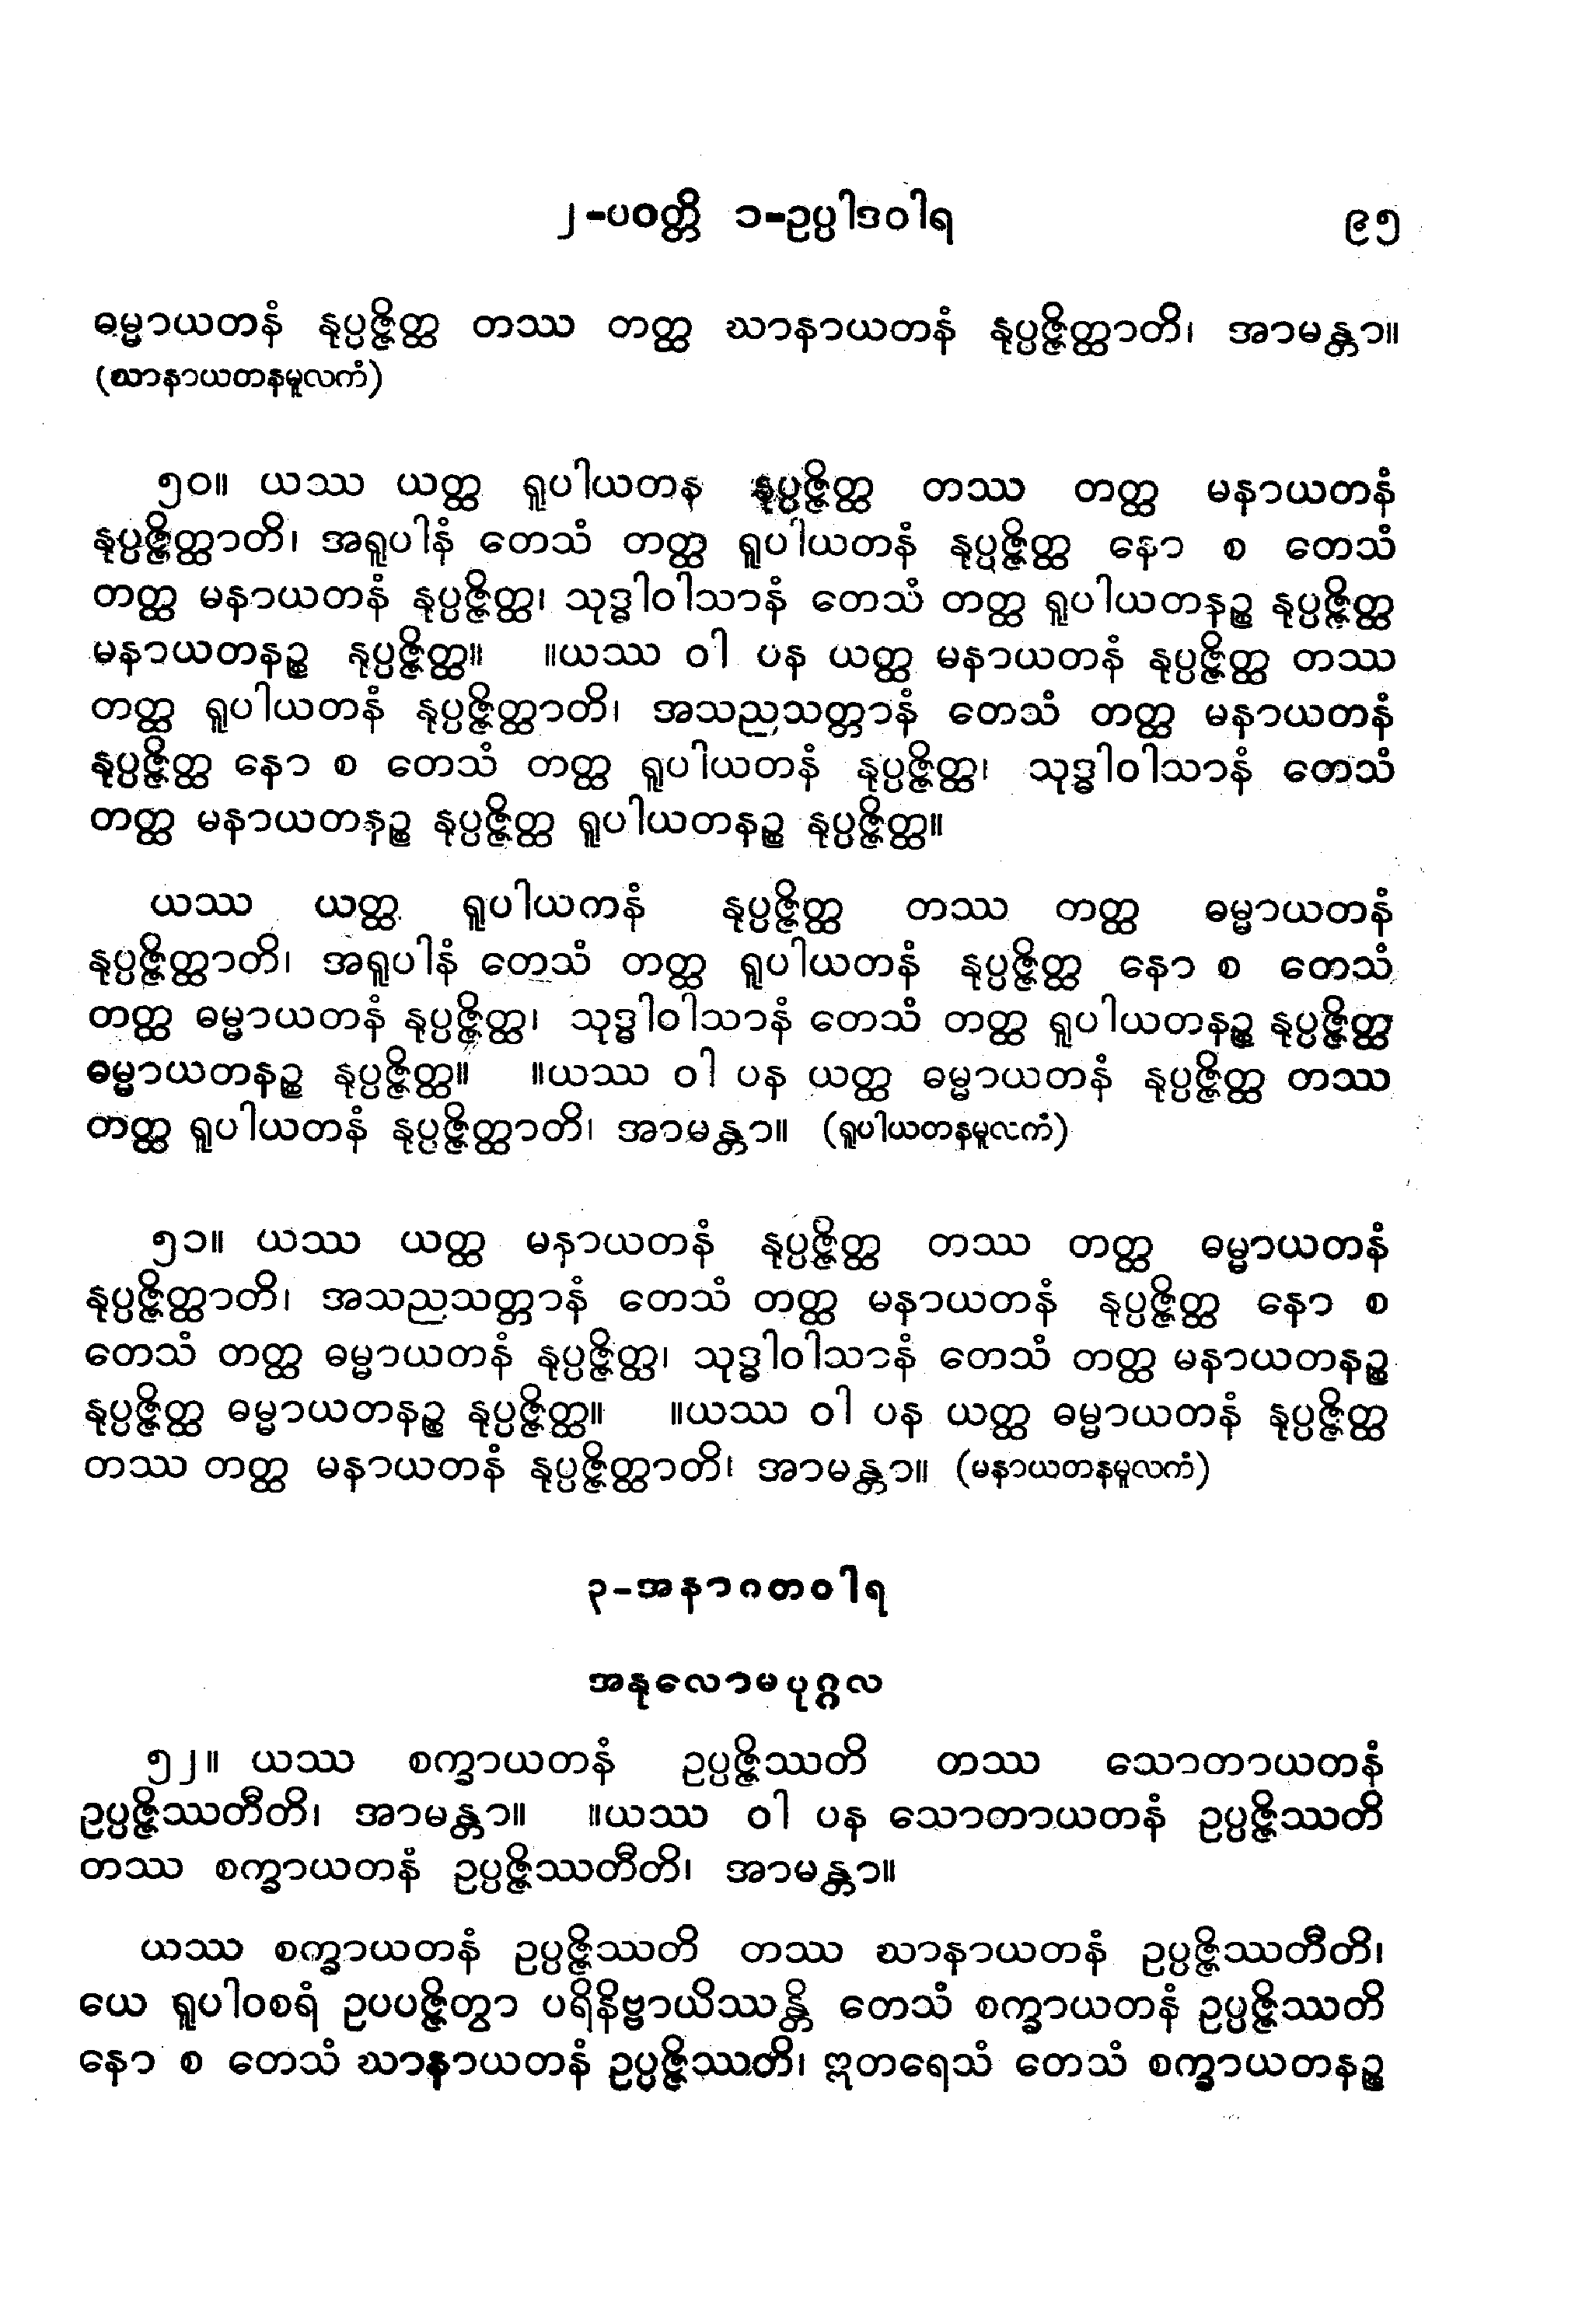 ၂-ပဝတ္တိ ၁-ဥပ္ပါဒဝါရ ၉၅
ဓမ္မာယတနံ နုပ္ပဇ္ဇိတ္ထ တဿ တတ္ထ ဃာနာယတနံ နုပ္ပဇ္ဇိတ္ထာတိ၊ အာမန္တာ။
(ဃာနာယတနမူလကံ)
၅၀။ ယဿ ယတ္ထ ရူပါယတန နုပ္ပဇ္ဇိတ္ထ တဿ တတ္ထ မနာယတနံ
နုပ္ပဇ္ဇိတ္ထာတိ၊ အရူပါနံ တေသံ တတ္ထ ရူပါယတနံ နုပ္ပဇ္ဇိတ္ထ နော စ တေသံ
တတ္ထ မနာယတနံ နုပ္ပဇ္ဇိတ္ထ၊ သုဒ္ဓါဝါသာနံ တေသံ တတ္ထ ရူပါယတနဉ္စ နုပ္ပဇ္ဇိတ္ထ
မနာယတနဉ္စ နုပ္ပဇ္ဇိတ္ထ။ ။ယဿ ဝါ ပန ယတ္ထ မနာယတနံ နုပ္ပဇ္ဇိတ္ထ တဿ
တတ္ထ ရူပါယတနံ နုပ္ပဇ္ဇိတ္ထာတိ၊ အသညသတ္တာနံ တေသံ တတ္ထ မနာယတနံ
နုပ္ပဇ္ဇိတ္ထ နော စ တေသံ တတ္ထ ရူပါယတနံ နုပ္ပဇ္ဇိတ္ထ၊ သုဒ္ဓါဝါသာနံ တေသံ
တတ္ထ မနာယတနဉ္စ နုပ္ပဇ္ဇိတ္ထ ရူပါယတနဉ္စ နုပ္ပဇ္ဇိတ္ထ။
ယဿ ယတ္ထ ရူပါယကနံ နုပ္ပဇ္ဇိတ္ထ တဿ တတ္ထ ဓမ္မာယတနံ
နုပ္ပဇ္ဇိတ္ထာတိ၊ အရူပါနံ တေသံ တတ္ထ ရူပါယတနံ နုပ္ပဇ္ဇိတ္ထ နော စ တေသံ
တတ္ထ ဓမ္မာယတနံ နုပ္ပဇ္ဇိတ္ထ၊ သုဒ္ဓါဝါသာနံ တေသံ တတ္ထ ရူပါယတနဉ္စ နုပ္ပဇ္ဇိတ္ထ
ဓမ္မာယတနဉ္စ နုပ္ပဇ္ဇိတ္ထ။ ။ယဿ ဝါ ပန ယတ္ထ ဓမ္မာယတနံ နုပ္ပဇ္ဇိတ္ထ တဿ
တတ္ထ ရူပါယတနံ နုပ္ပဇ္ဇိတ္ထာတိ၊ အာမန္တာ။ (ရူပါယတနမူလကံ)
၅၁။ ယဿ ယတ္ထ မနာယတနံ နုပ္ပဇ္ဇိတ္ထ တဿ တတ္ထ ဓမ္မာယတနံ
နုပ္ပဇ္ဇိတ္ထာတိ၊ အသညသတ္တာနံ တေသံ တတ္ထ မနာယတနံ နုပ္ပဇ္ဇိတ္ထ နော စ
တေသံ တတ္ထ ဓမ္မာယတနံ နုပ္ပဇ္ဇိတ္ထ၊ သုဒ္ဓါဝါသာနံ တေသံ တတ္ထ မနာယတနဉ္စ
နုပ္ပဇ္ဇိတ္ထ ဓမ္မာယတနဉ္စ နုပ္ပဇ္ဇိတ္ထ။ ။ယဿ ဝါ ပန ယတ္ထ ဓမ္မာယတနံ နုပ္ပဇ္ဇိတ္ထ
တဿ တတ္ထ မနာယတနံ နုပ္ပဇ္ဇိတ္ထာတိ၊ အာမန္တာ။ (မနာယတနမူလကံ)
၃-အနာဂတဝါရ
အနုလောမပုဂ္ဂလ
၅၂။ ယဿ စက္ခာယတနံ ဥပ္ပဇ္ဇိဿတိ တဿ သောတာယတနံ
ဥပ္ပဇ္ဇိဿတီတိ၊ အာမန္တာ။ ။ယဿ ဝါ ပန သောတာယတနံ ဥပ္ပဇ္ဇိဿတိ
တဿ စက္ခာယတနံ ဥပ္ပဇ္ဇိဿတီတိ၊ အာမန္တာ။
ယဿ စက္ခာယတနံ ဥပ္ပဇ္ဇိဿတိ တဿ ဃာနာယတနံ ဥပ္ပဇ္ဇိဿတီတိ၊
ယေ ရူပါဝစရံ ဥပပဇ္ဇိတွာ ပရိနိဗ္ဗာယိဿန္တိ တေသံ စက္ခာယတနံ ဥပ္ပဇ္ဇိဿတိ
နော စ တေသံ ဃာနာယတနံ ဥပ္ပဇ္ဇိဿတိ၊ ဣတရေသံ တေသံ စက္ခာယတနဉ္စ